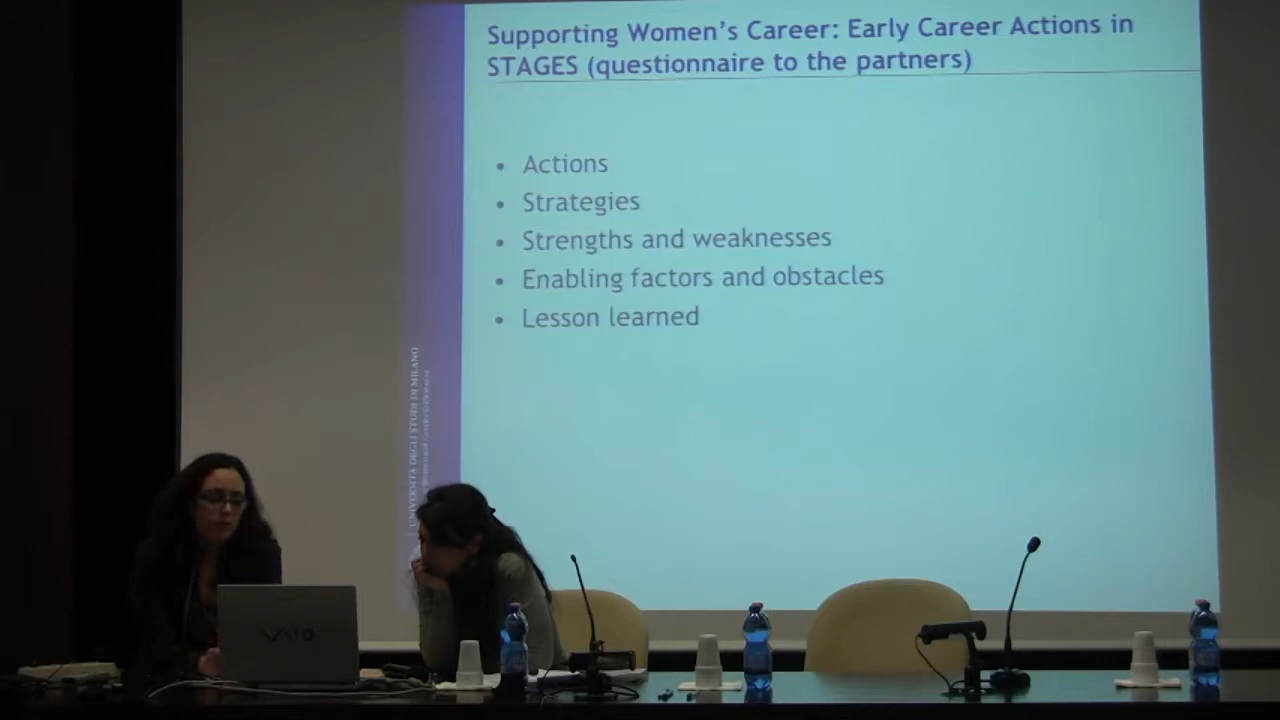 Supporting Women's Career: Early Career Actions in
STAGES (questionnaire to the partners)
• Actions
• Strategies
• Strengths and weaknesses
• Enabling factors and obstacles
• Lesson learned
UNIVERSITÀ DEGLI STUDI DI MILANO
VAIO